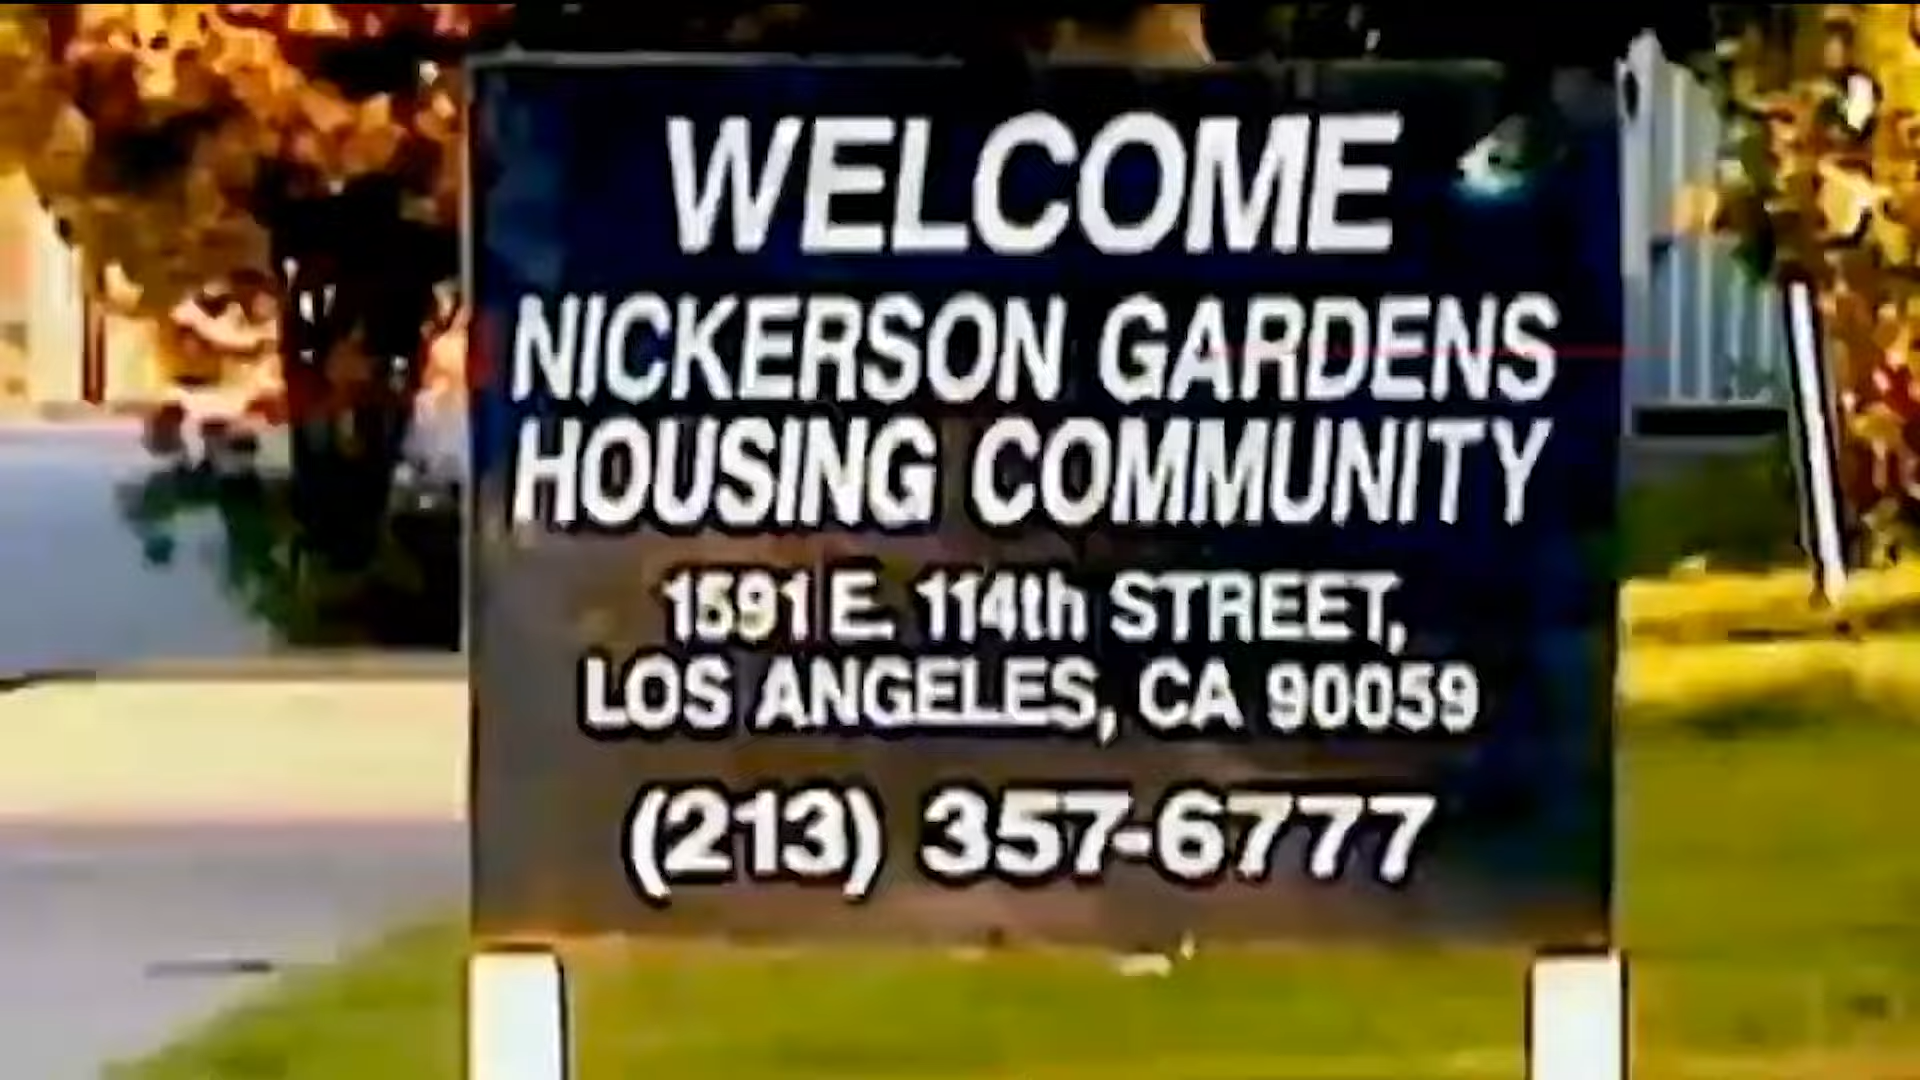 WELCOME
NICKERSON GARDENS
HOUSING COMMUNITY
1591 E. 114th STREET,
LOS ANGELES, CA 90059
(213) 357-6777